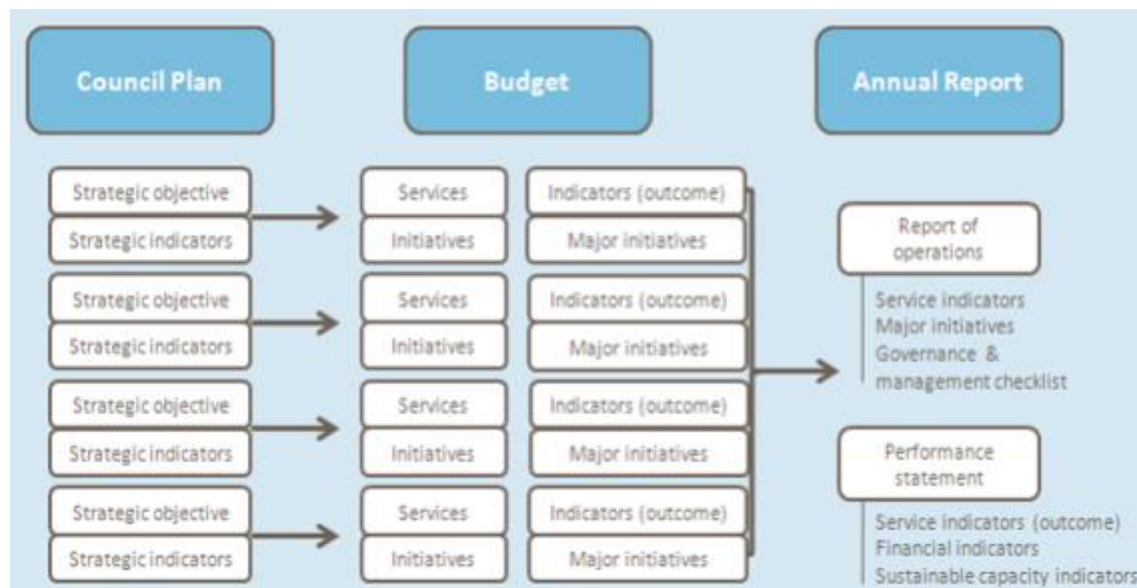 Council Plan
Budget
Annual Report
Strategic objective
Strategic indicators
Services
Initiatives
Indicators (outcome)
Major initiatives
Strategic objective
Strategic indicators
Services
Initiatives
Indicators (outcome)
Major initiatives
Strategic objective
Strategic indicators
Services
Initiatives
Indicators (outcome)
Major initiatives
Strategic objective
Strategic indicators
Services
Initiatives
Indicators (outcome)
Major initiatives
Report of
operations
Service indicators
Major initiatives
Governance &
management checklist
Performance
statement
Service indicators (outcome)
Financial indicators
Sustainable capacity indicators